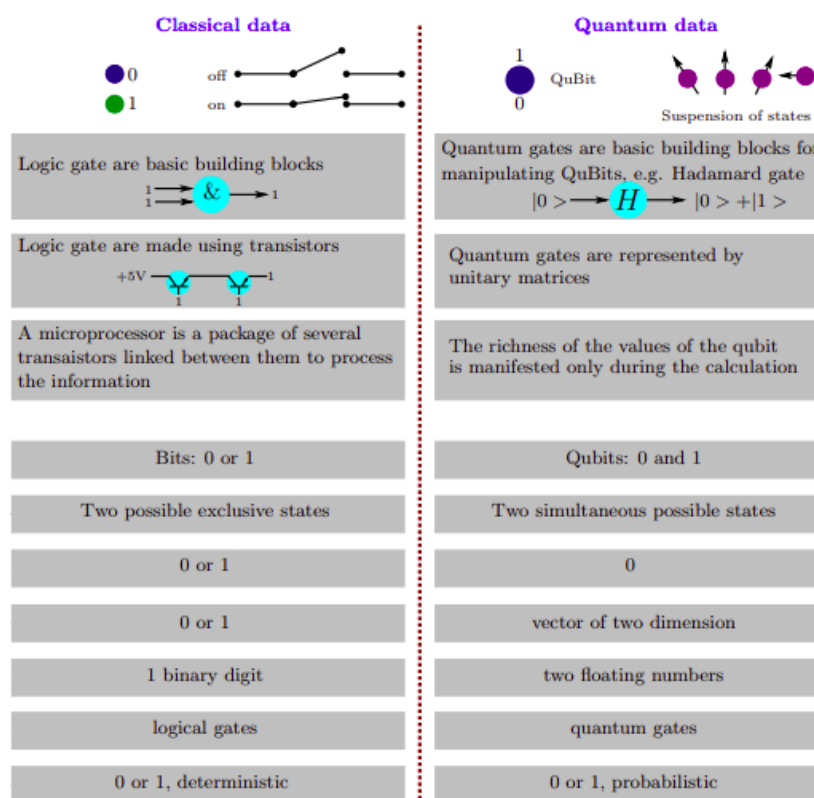 Classical data
0
1
off
on
Logic gate are basic building blocks
1
1
&
1
Logic gate are made using transistors
+5V
1
1
1
A microprocessor is a package of several
transaistors linked between them to process
the information
Bits: 0 or 1
Two possible exclusive states
0 or 1
0 or 1
1 binary digit
logical gates
0 or 1, deterministic
Quantum data
1
0
QuBit
Suspension of states
Quantum gates are basic building blocks for
manipulating QuBits, e.g. Hadamard gate
|0 > H |0 > +|1 >
Quantum gates are represented by
unitary matrices
The richness of the values of the qubit
is manifested only during the calculation
Qubits: 0 and 1
Two simultaneous possible states
0
vector of two dimension
two floating numbers
quantum gates
0 or 1, probabilistic